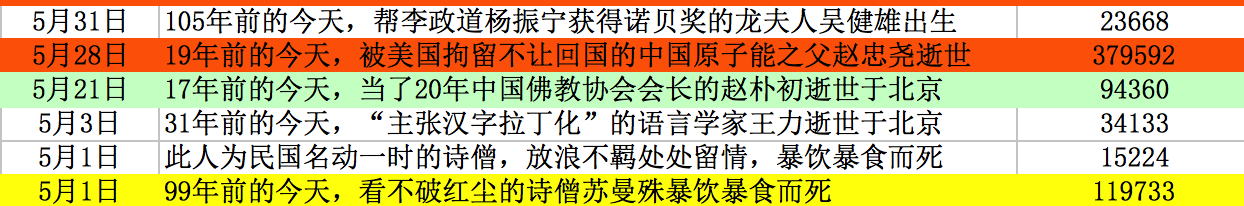 5月31日 105年前的今天，帮李政道杨振宁获得诺贝奖的龙夫人吴健雄出生 23668
5月28日 19年前的今天，被美国拘留不让回国的中国原子能之父赵忠尧逝世 379592
5月21日 17年前的今天，当了20年中国佛教协会会长的赵朴初逝世于北京 94360
5月3日 31年前的今天，“主张汉字拉丁化”的语言学家王力逝世于北京 34133
5月1日 此人为民国名动一时的诗僧，放浪不羁处处留情，暴饮暴食而死 15224
5月1日 99年前的今天，看不破红尘的诗僧苏曼殊暴饮暴食而死 119733